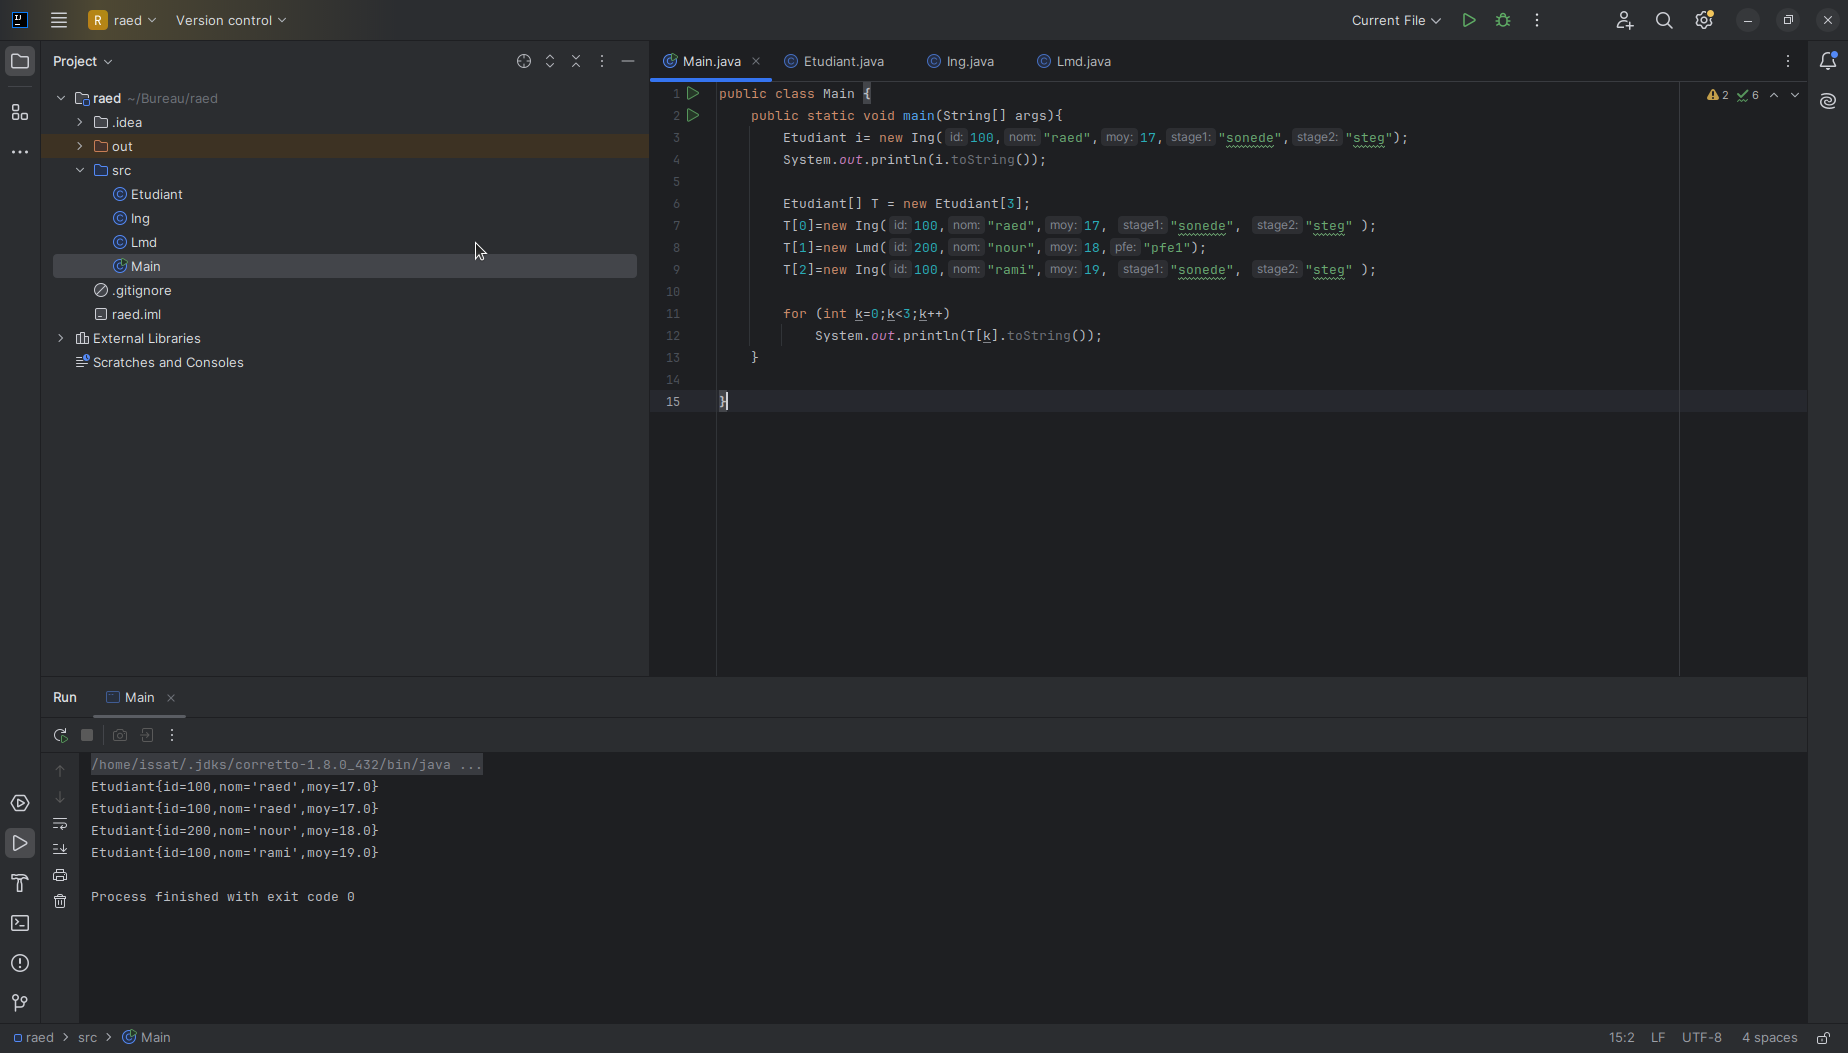 R raed Version control Current File
Project
Main.java Etudiant.java Ing.java Lmd.java
raed ~/Bureau/raed
.idea
out
src
Etudiant
Ing
Lmd
Main
.gitignore
raed.iml
External Libraries
Scratches and Consoles
2 6
1 public class Main {
2 public static void main(String[] args){
3 Etudiant i= new Ing( id: 100, nom: "raed", moy: 17, stage1: "sonede", stage2: "steg");
4 System.out.println(i.toString());
5
6 Etudiant[] T = new Etudiant[3];
7 T[0]=new Ing( id: 100, nom: "raed", moy: 17, stage1: "sonede", stage2: "steg" );
8 T[1]=new Lmd( id: 200, nom: "nour", moy: 18, pfe: "pfe1");
9 T[2]=new Ing( id: 100, nom: "rami", moy: 19, stage1: "sonede", stage2: "steg" );
10
11 for (int k=0;k<3;k++)
12 System.out.println(T[k].toString());
13 }
14
15 }
Run Main
/home/issat/.jdks/corretto-1.8.0_432/bin/java ...
Etudiant{id=100,nom='raed',moy=17.0}
Etudiant{id=100,nom='raed',moy=17.0}
Etudiant{id=200,nom='nour',moy=18.0}
Etudiant{id=100,nom='rami',moy=19.0}
Process finished with exit code 0
raed > src > Main 15:2 LF UTF-8 4 spaces